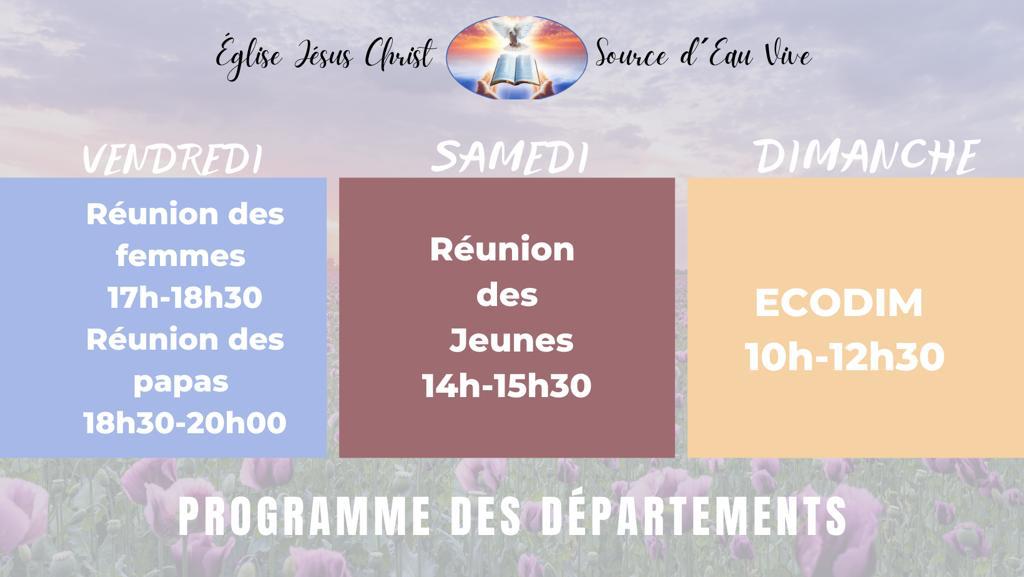 Église Jésus Christ Source d'Eau Vive
VENDREDI
Réunion des
femmes
17h-18h30
Réunion des
papas
18h30-20h00
SAMEDI
Réunion
des
Jeunes
14h-15h30
DIMANCHE
ECODIM
10h-12h30
PROGRAMME DES DÉPARTEMENTS